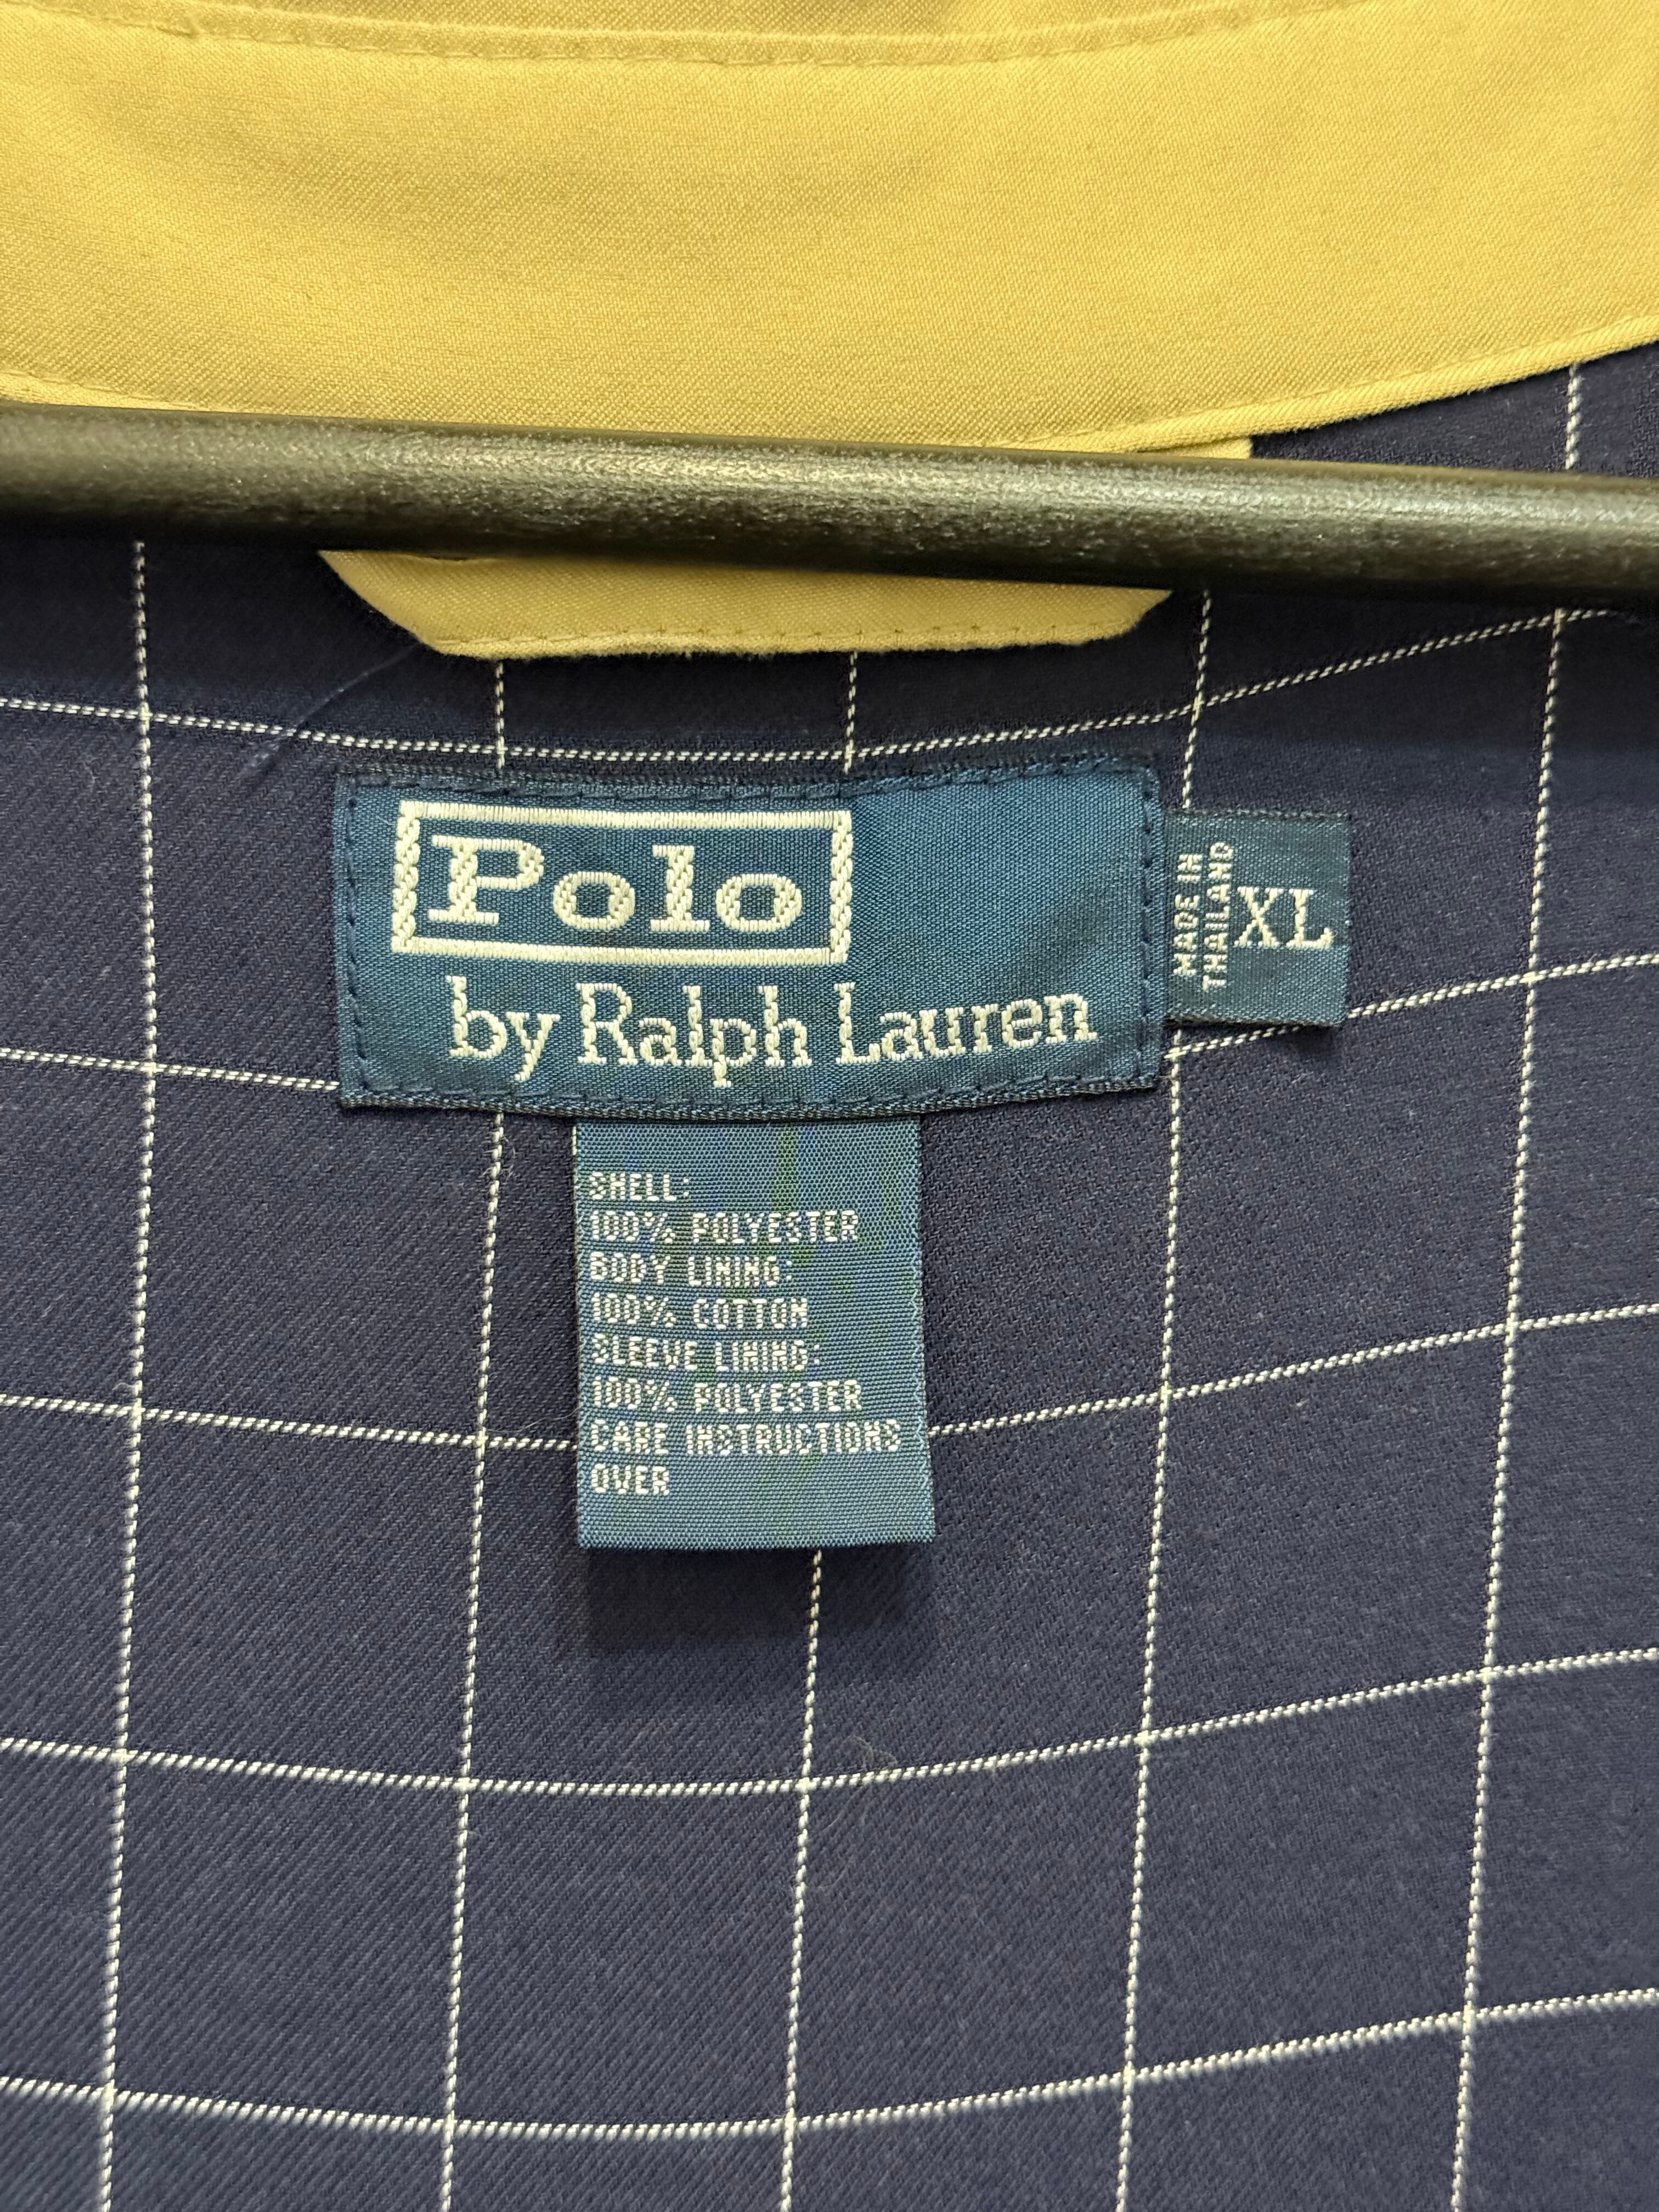 Polo
by Ralph Lauren
MADE IN
THAILAND
XL
SHELL:
100% POLYESTER
BODY LINING:
100% COTTON
SLEEVE LINING:
100% POLYESTER
CARE INSTRUCTIONS
OVER